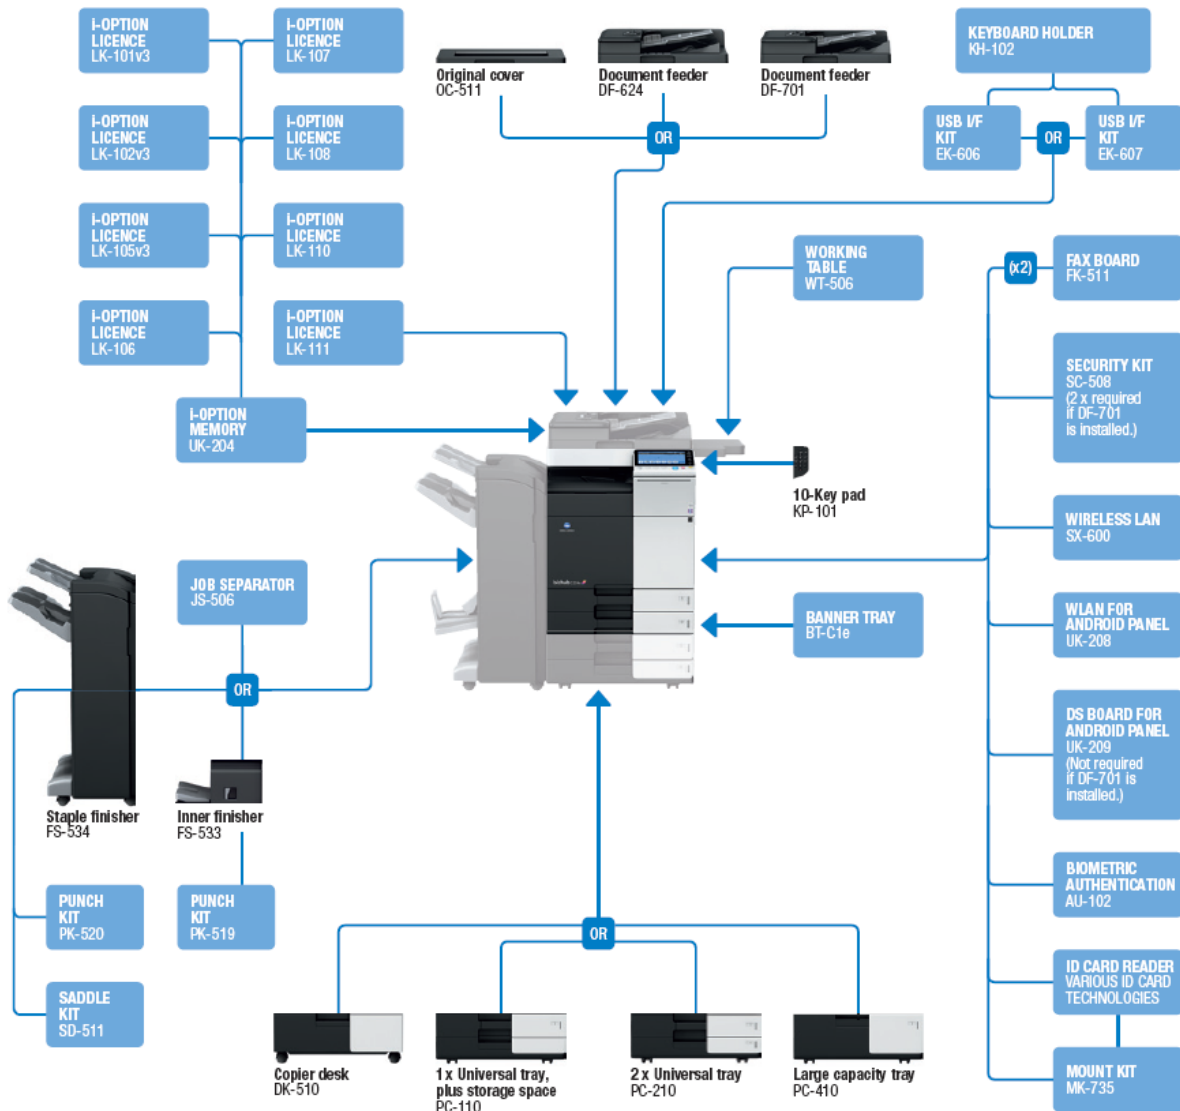 i-OPTION
LICENCE
LK-101v3
i-OPTION
LICENCE
LK-107
Original cover
OC-511
Document feeder
DF-624
Document feeder
DF-701
KEYBOARD HOLDER
KH-102
i-OPTION
LICENCE
LK-102v3
i-OPTION
LICENCE
LK-108
OR
USB I/F
KIT
EK-606
OR
USB I/F
KIT
EK-607
i-OPTION
LICENCE
LK-105v3
i-OPTION
LICENCE
LK-110
WORKING
TABLE
WT-506
(x2)
FAX BOARD
FK-511
i-OPTION
LICENCE
LK-106
i-OPTION
LICENCE
LK-111
SECURITY KIT
SC-508
(2 x required
if DF-701
is installed.)
i-OPTION
MEMORY
UK-204
10-Key pad
KP-101
WIRELESS LAN
SX-600
JOB SEPARATOR
JS-506
BANNER TRAY
BT-C1e
WLAN FOR
ANDROID PANEL
UK-208
OR
DS BOARD FOR
ANDROID PANEL
UK-209
(Not required
if DF-701 is
installed.)
Staple finisher
FS-534
Inner finisher
FS-533
BIOMETRIC
AUTHENTICATION
AU-102
PUNCH
KIT
PK-520
PUNCH
KIT
PK-519
OR
ID CARD READER
VARIOUS ID CARD
TECHNOLOGIES
SADDLE
KIT
SD-511
Copier desk
DK-510
1 x Universal tray,
plus storage space
PC-110
2 x Universal tray
PC-210
Large capacity tray
PC-410
MOUNT KIT
MK-735